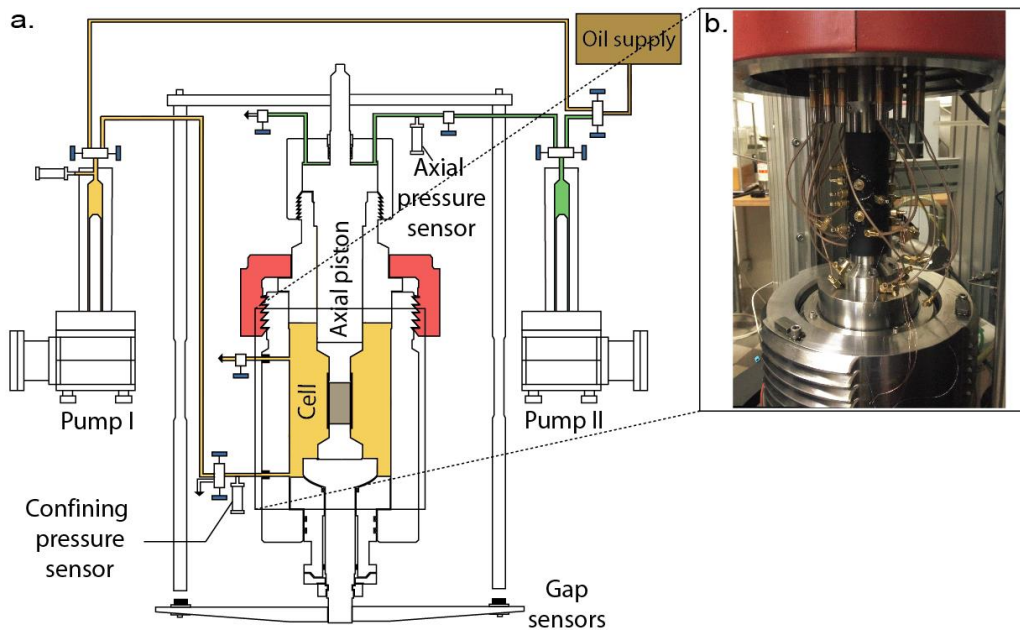 a.
Oil supply
b.
Axial
pressure
sensor
Axial piston
Cell
Pump I
Pump II
Confining
pressure
sensor
Gap
sensors